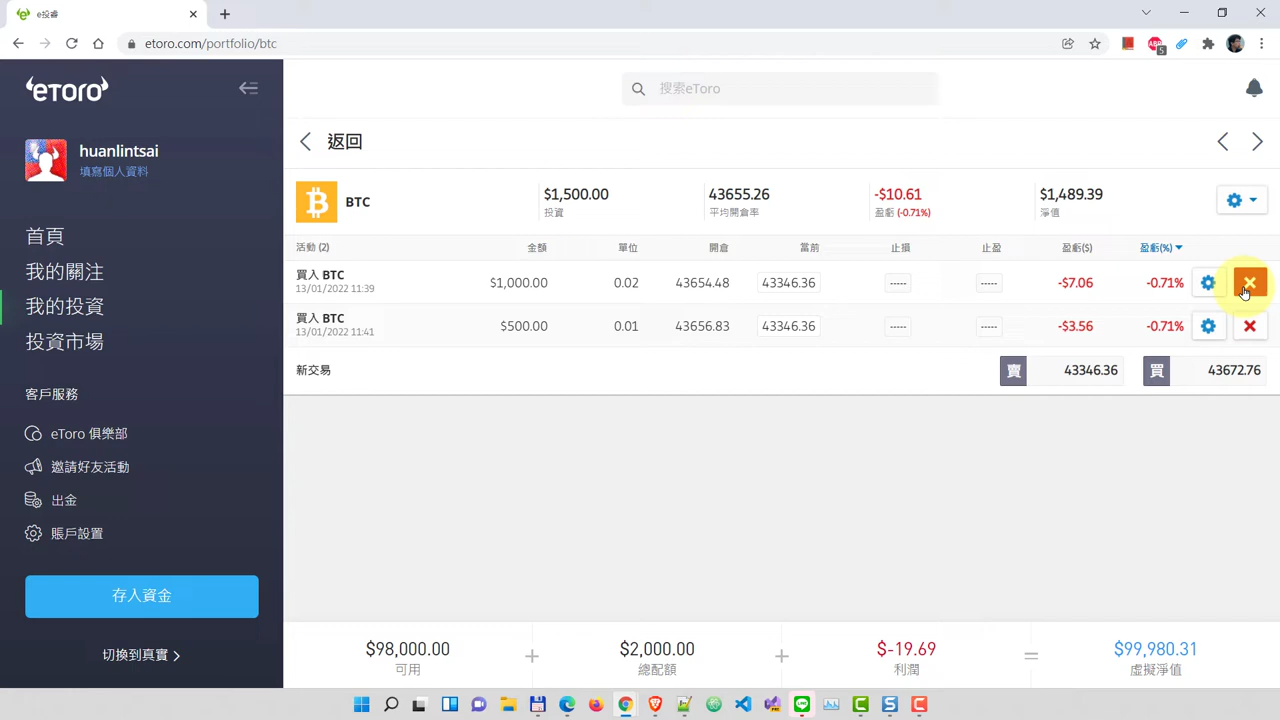 e投睿
etoro.com/portfolio/btc
ABP
5
eToro
huanlintsai
填寫個人資料
首頁
我的關注
我的投資
投資市場
客戶服務
eToro 俱樂部
邀請好友活動
出金
賬戶設置
存入資金
切換到真實
搜索eToro
返回
BTC
$1,500.00
投資
43655.26
平均開倉率
-$10.61
盈虧 (-0.71%)
$1,489.39
淨值
活動 (2) 金額 單位 開倉 當前 止損 止盈 盈虧($) 盈虧(%)
買入 BTC
13/01/2022 11:39
$1,000.00 0.02 43654.48 43346.36 ----- ----- -$7.06 -0.71%
買入 BTC
13/01/2022 11:41
$500.00 0.01 43656.83 43346.36 ----- ----- -$3.56 -0.71%
新交易 賣 43346.36 買 43672.76
$98,000.00 + $2,000.00 + $-19.69 = $99,980.31
可用 總配額 利潤 虛擬淨值